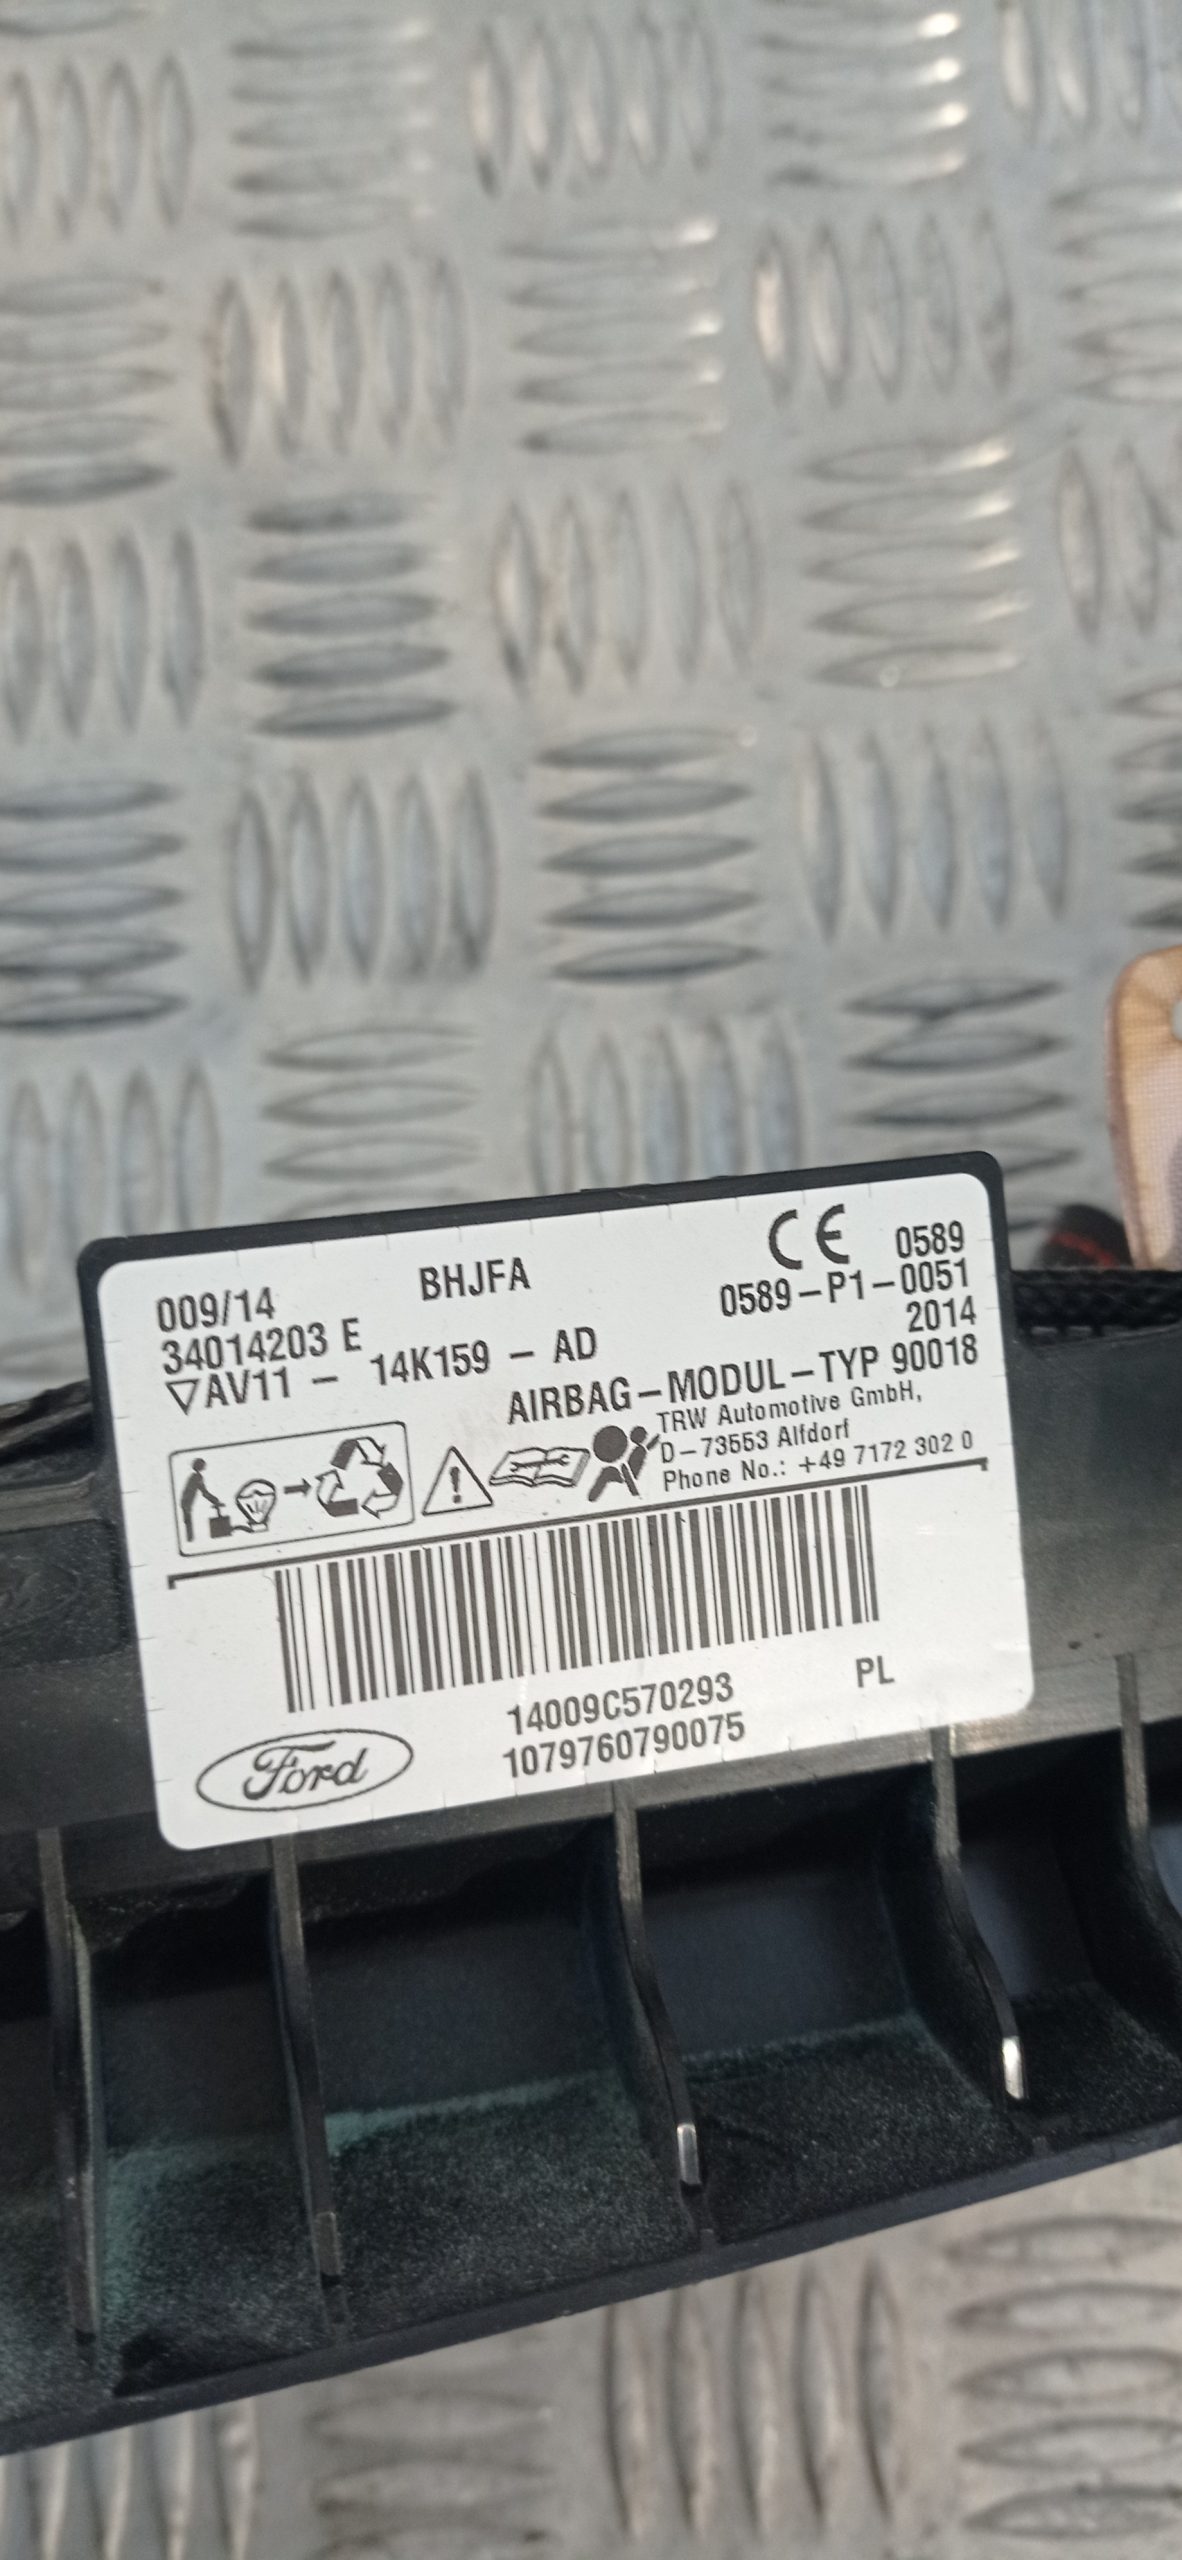 009/14 BHJFA CE 0589
34014203 E 0589-P1-0051
▽AV11 - 14K159 - AD 2014
AIRBAG-MODUL-TYP 90018
TRW Automotive GmbH,
D-73553 Alfdorf
Phone No.: +49 7172 302 0
14009C570293 PL
1079760790075
Ford